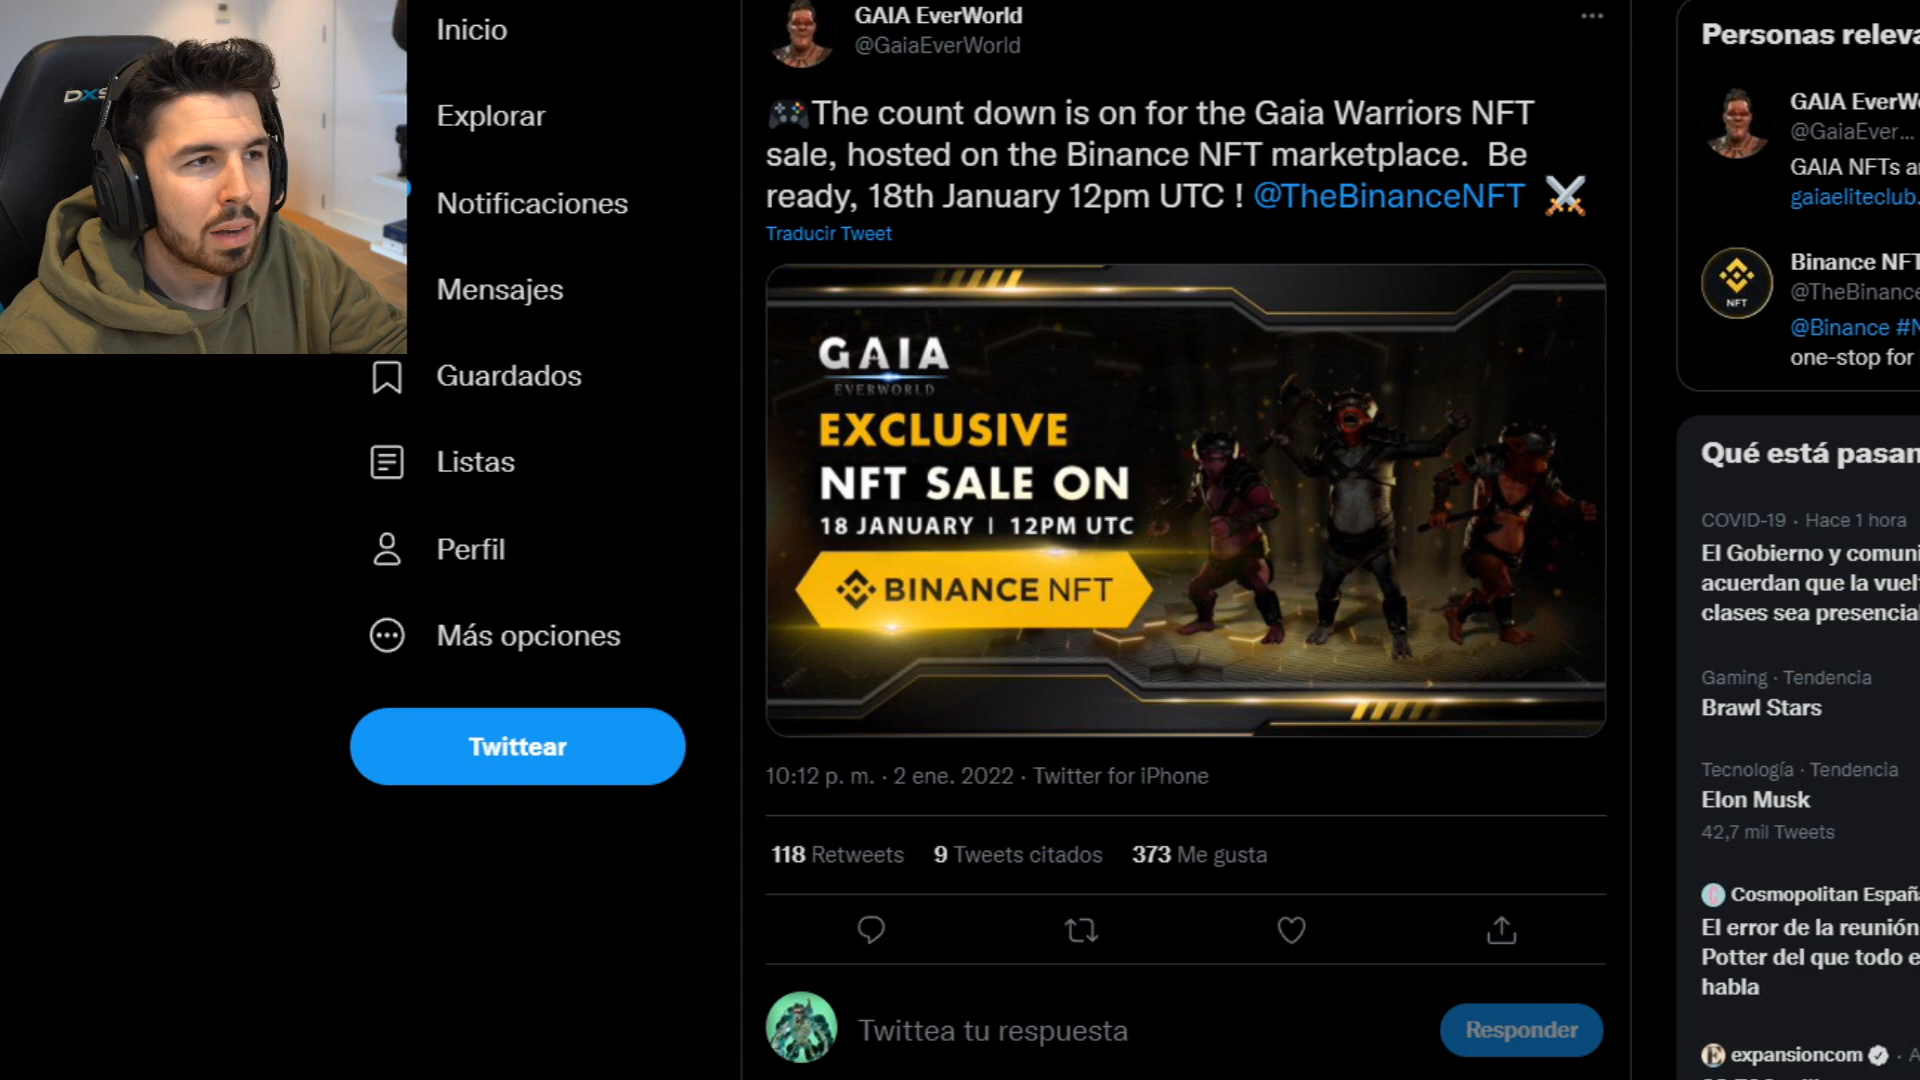 DXS
Inicio
Explorar
Notificaciones
Mensajes
Guardados
Listas
Perfil
Más opciones
Twittear
GAIA EverWorld
@GaiaEverWorld
The count down is on for the Gaia Warriors NFT
sale, hosted on the Binance NFT marketplace. Be
ready, 18th January 12pm UTC ! @TheBinanceNFT
Traducir Tweet
GAIA
EVERWORLD
EXCLUSIVE
NFT SALE ON
18 JANUARY | 12PM UTC
BINANCE NFT
10:12 p. m. · 2 ene. 2022 · Twitter for iPhone
118 Retweets 9 Tweets citados 373 Me gusta
Twittea tu respuesta
Responder
Personas releva
GAIA EverWo
@GaiaEver...
GAIA NFTs a
gaiaeliteclub.
NFT
Binance NFT
@TheBinance
@Binance #N
one-stop for
Qué está pasan
COVID-19 · Hace 1 hora
El Gobierno y comuni
acuerdan que la vuelt
clases sea presencial
Gaming · Tendencia
Brawl Stars
Tecnología · Tendencia
Elon Musk
42,7 mil Tweets
Cosmopolitan Españ
El error de la reunión
Potter del que todo e
habla
expansioncom · A